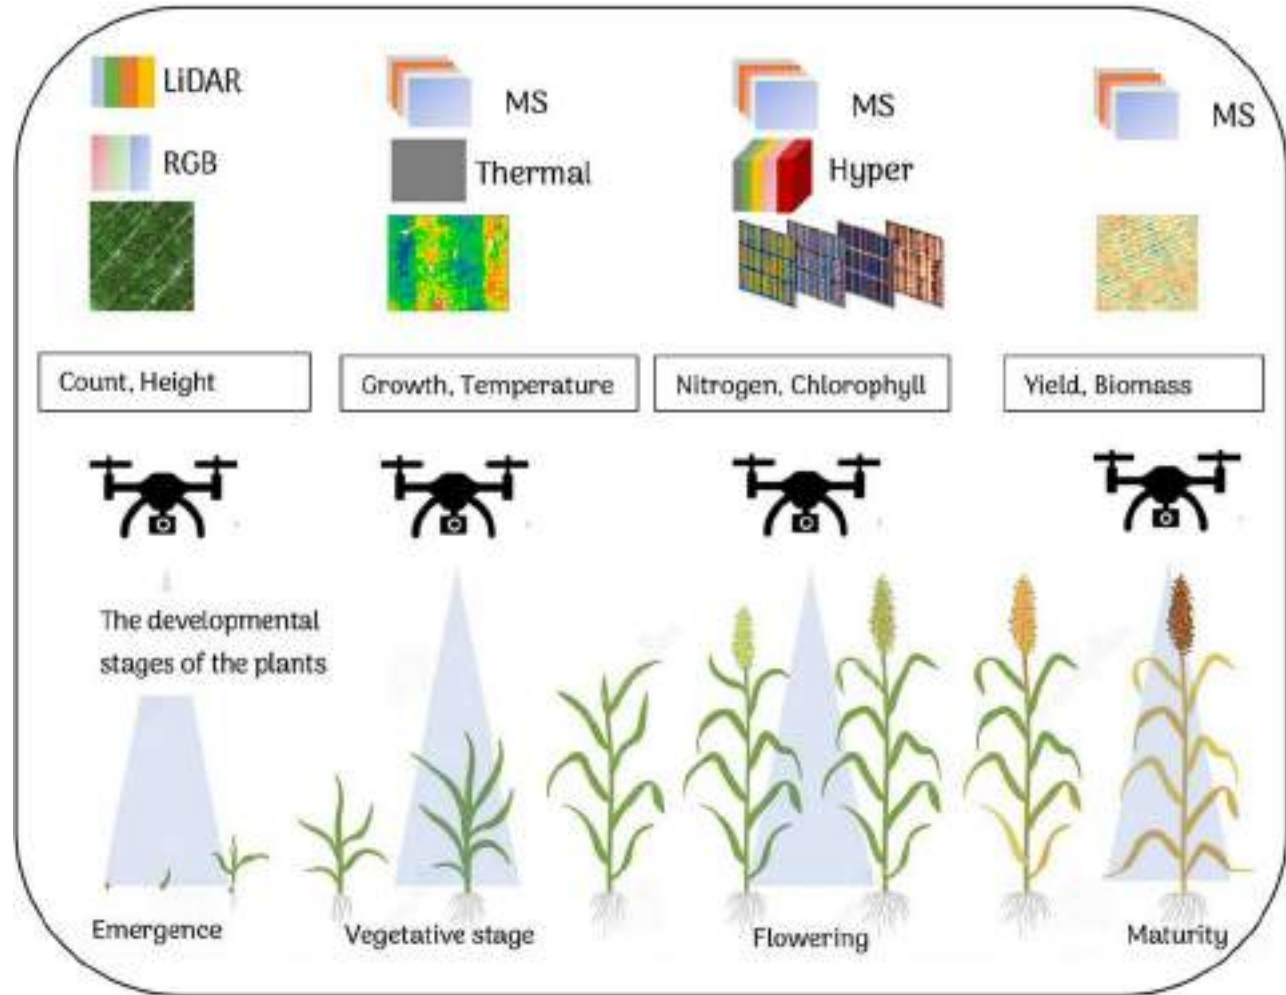 LiDAR
RGB
MS
Thermal
MS
Hyper
MS
Count, Height
Growth, Temperature
Nitrogen, Chlorophyll
Yield, Biomass
The developmental
stages of the plants
Emergence
Vegetative stage
Flowering
Maturity